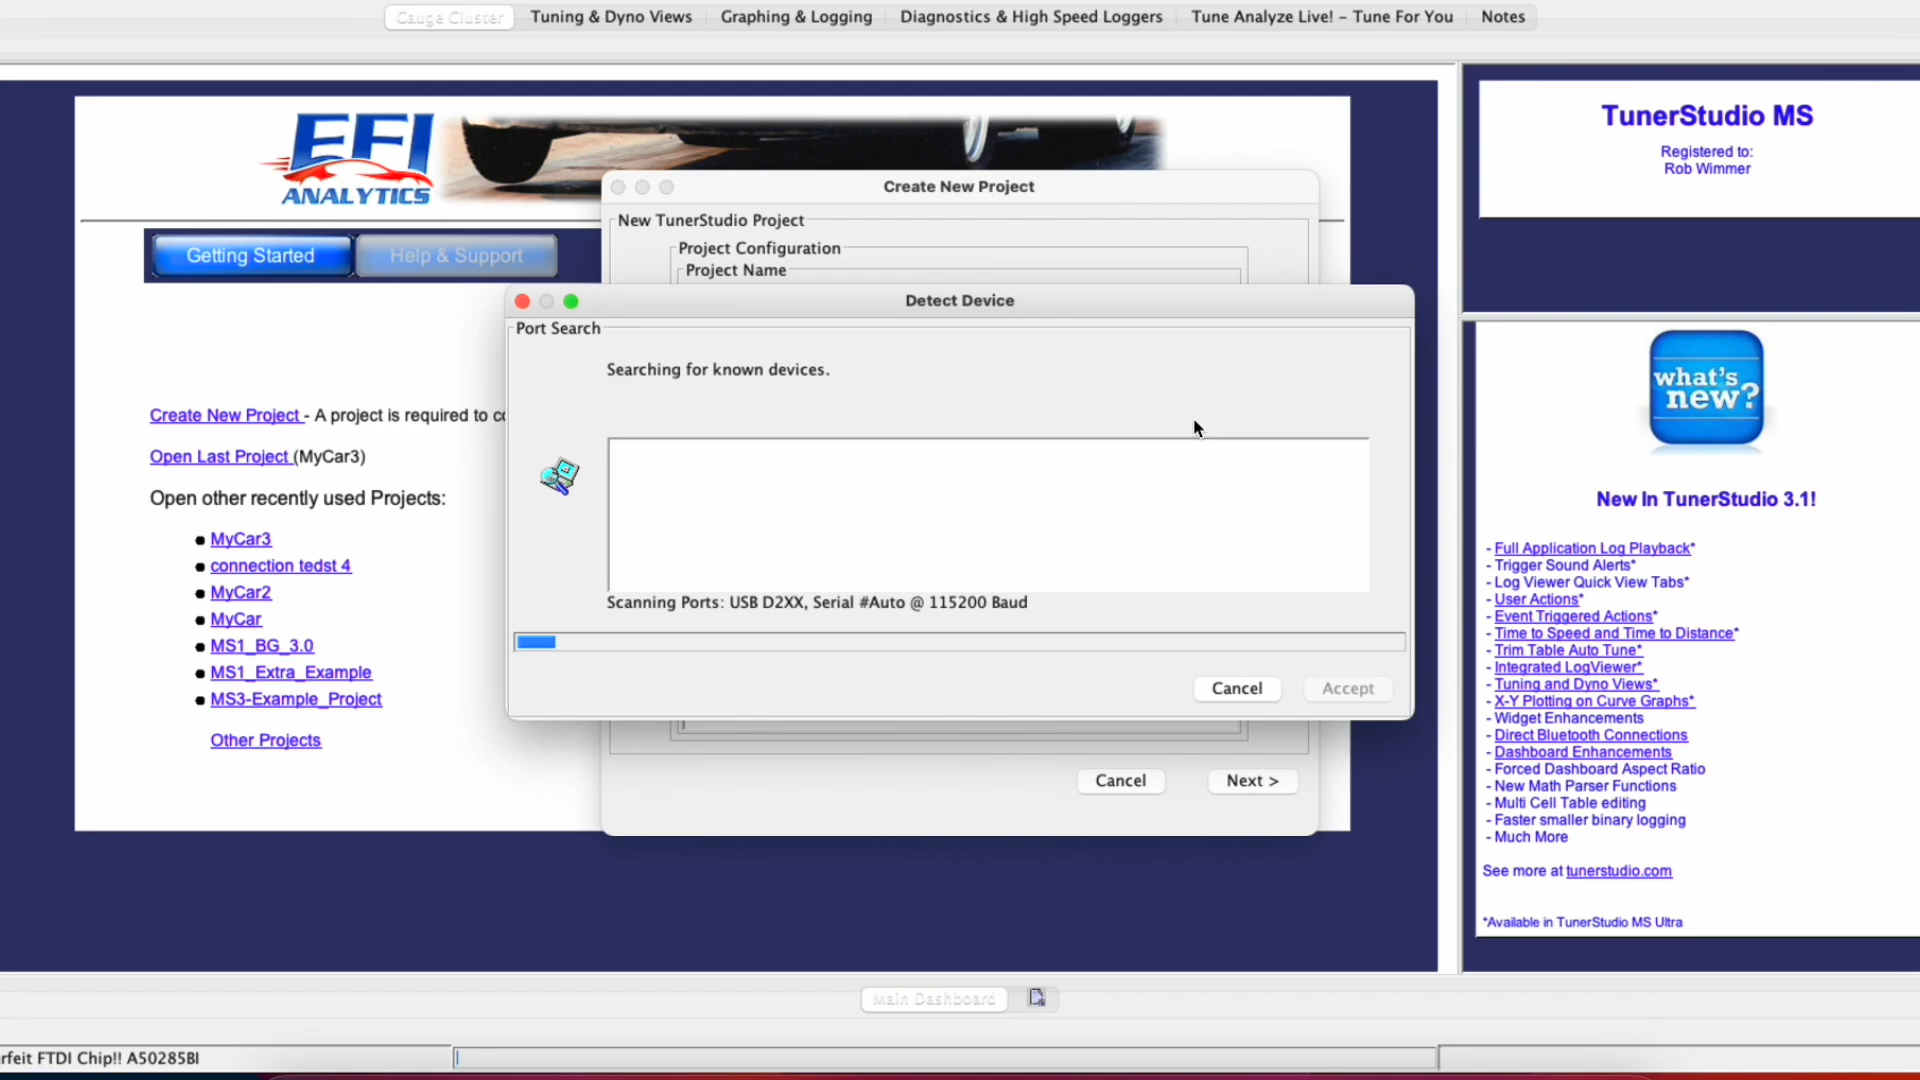 Gauge Cluster
Tuning & Dyno Views
Graphing & Logging
Diagnostics & High Speed Loggers
Tune Analyze Live! - Tune For You
Notes
EFI
ANALYTICS
Getting Started
Help & Support
Create New Project - A project is required to
Open Last Project (MyCar3)
Open other recently used Projects:
MyCar3
connection tedst 4
MyCar2
MyCar
MS1_BG_3.0
MS1_Extra_Example
MS3-Example_Project
Other Projects
Create New Project
New TunerStudio Project
Project Configuration
Project Name
Detect Device
Port Search
Searching for known devices.
Scanning Ports: USB D2XX, Serial #Auto @ 115200 Baud
Cancel
Accept
Cancel
Next >
TunerStudio MS
Registered to:
Rob Wimmer
what's
new?
New In TunerStudio 3.1!
- Full Application Log Playback*
- Trigger Sound Alerts*
- Log Viewer Quick View Tabs*
- User Actions*
- Event Triggered Actions*
- Time to Speed and Time to Distance*
- Trim Table Auto Tune*
- Integrated LogViewer*
- Tuning and Dyno Views*
- X-Y Plotting on Curve Graphs*
- Widget Enhancements
- Direct Bluetooth Connections
- Dashboard Enhancements
- Forced Dashboard Aspect Ratio
- New Math Parser Functions
- Multi Cell Table editing
- Faster smaller binary logging
- Much More
See more at tunerstudio.com
*Available in TunerStudio MS Ultra
Main Dashboard
rfeit FTDI Chip!! A50285BI